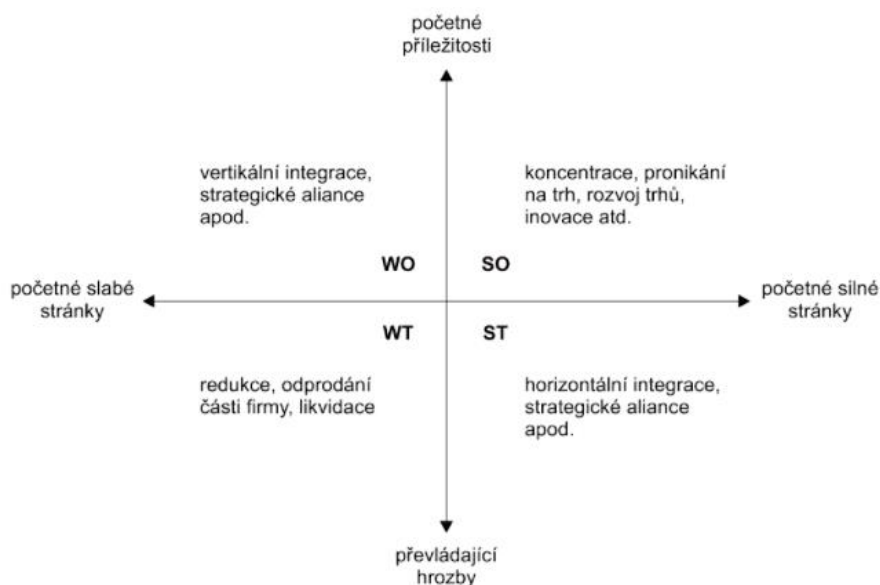 početné
příležitosti
vertikální integrace,
strategické aliance
apod.
koncentrace, pronikání
na trh, rozvoj trhů,
inovace atd.
WO
SO
početné slabé
stránky
početné silné
stránky
WT
ST
redukce, odprodání
části firmy, likvidace
horizontální integrace,
strategické aliance
apod.
převládající
hrozby